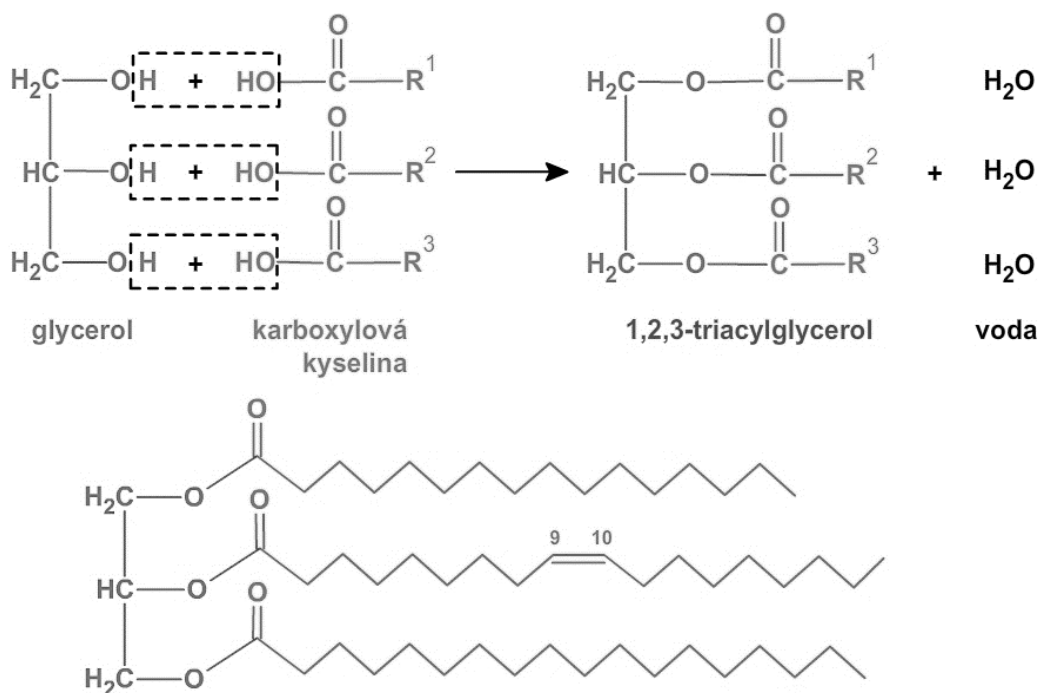 O O
H₂C O H + HO C R¹ H₂C O C R¹ H₂O
O O
HC O H + HO C R² HC O C R² + H₂O
O O
H₂C O H + HO C R³ H₂C O C R³ H₂O
glycerol karboxylová 1,2,3-triacylglycerol voda
kyselina
O
H₂C O
O 9 10
HC O
O
H₂C O